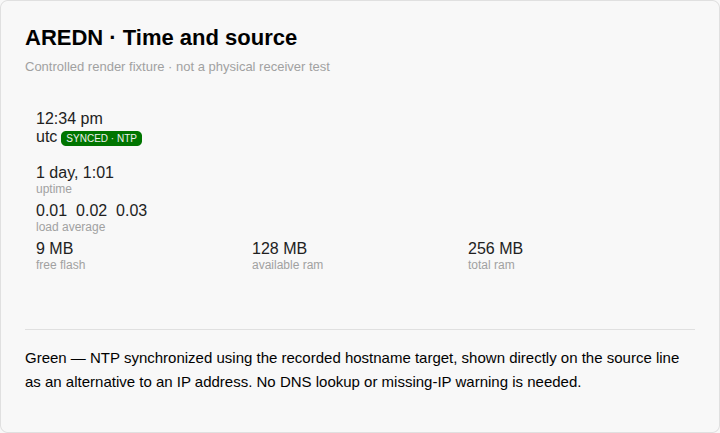 AREDN · Time and source
Controlled render fixture · not a physical receiver test
12:34 pm
utc SYNCED · NTP
1 day, 1:01
uptime
0.01 0.02 0.03
load average
9 MB 128 MB 256 MB
free flash available ram total ram
Green — NTP synchronized using the recorded hostname target, shown directly on the source line
as an alternative to an IP address. No DNS lookup or missing-IP warning is needed.